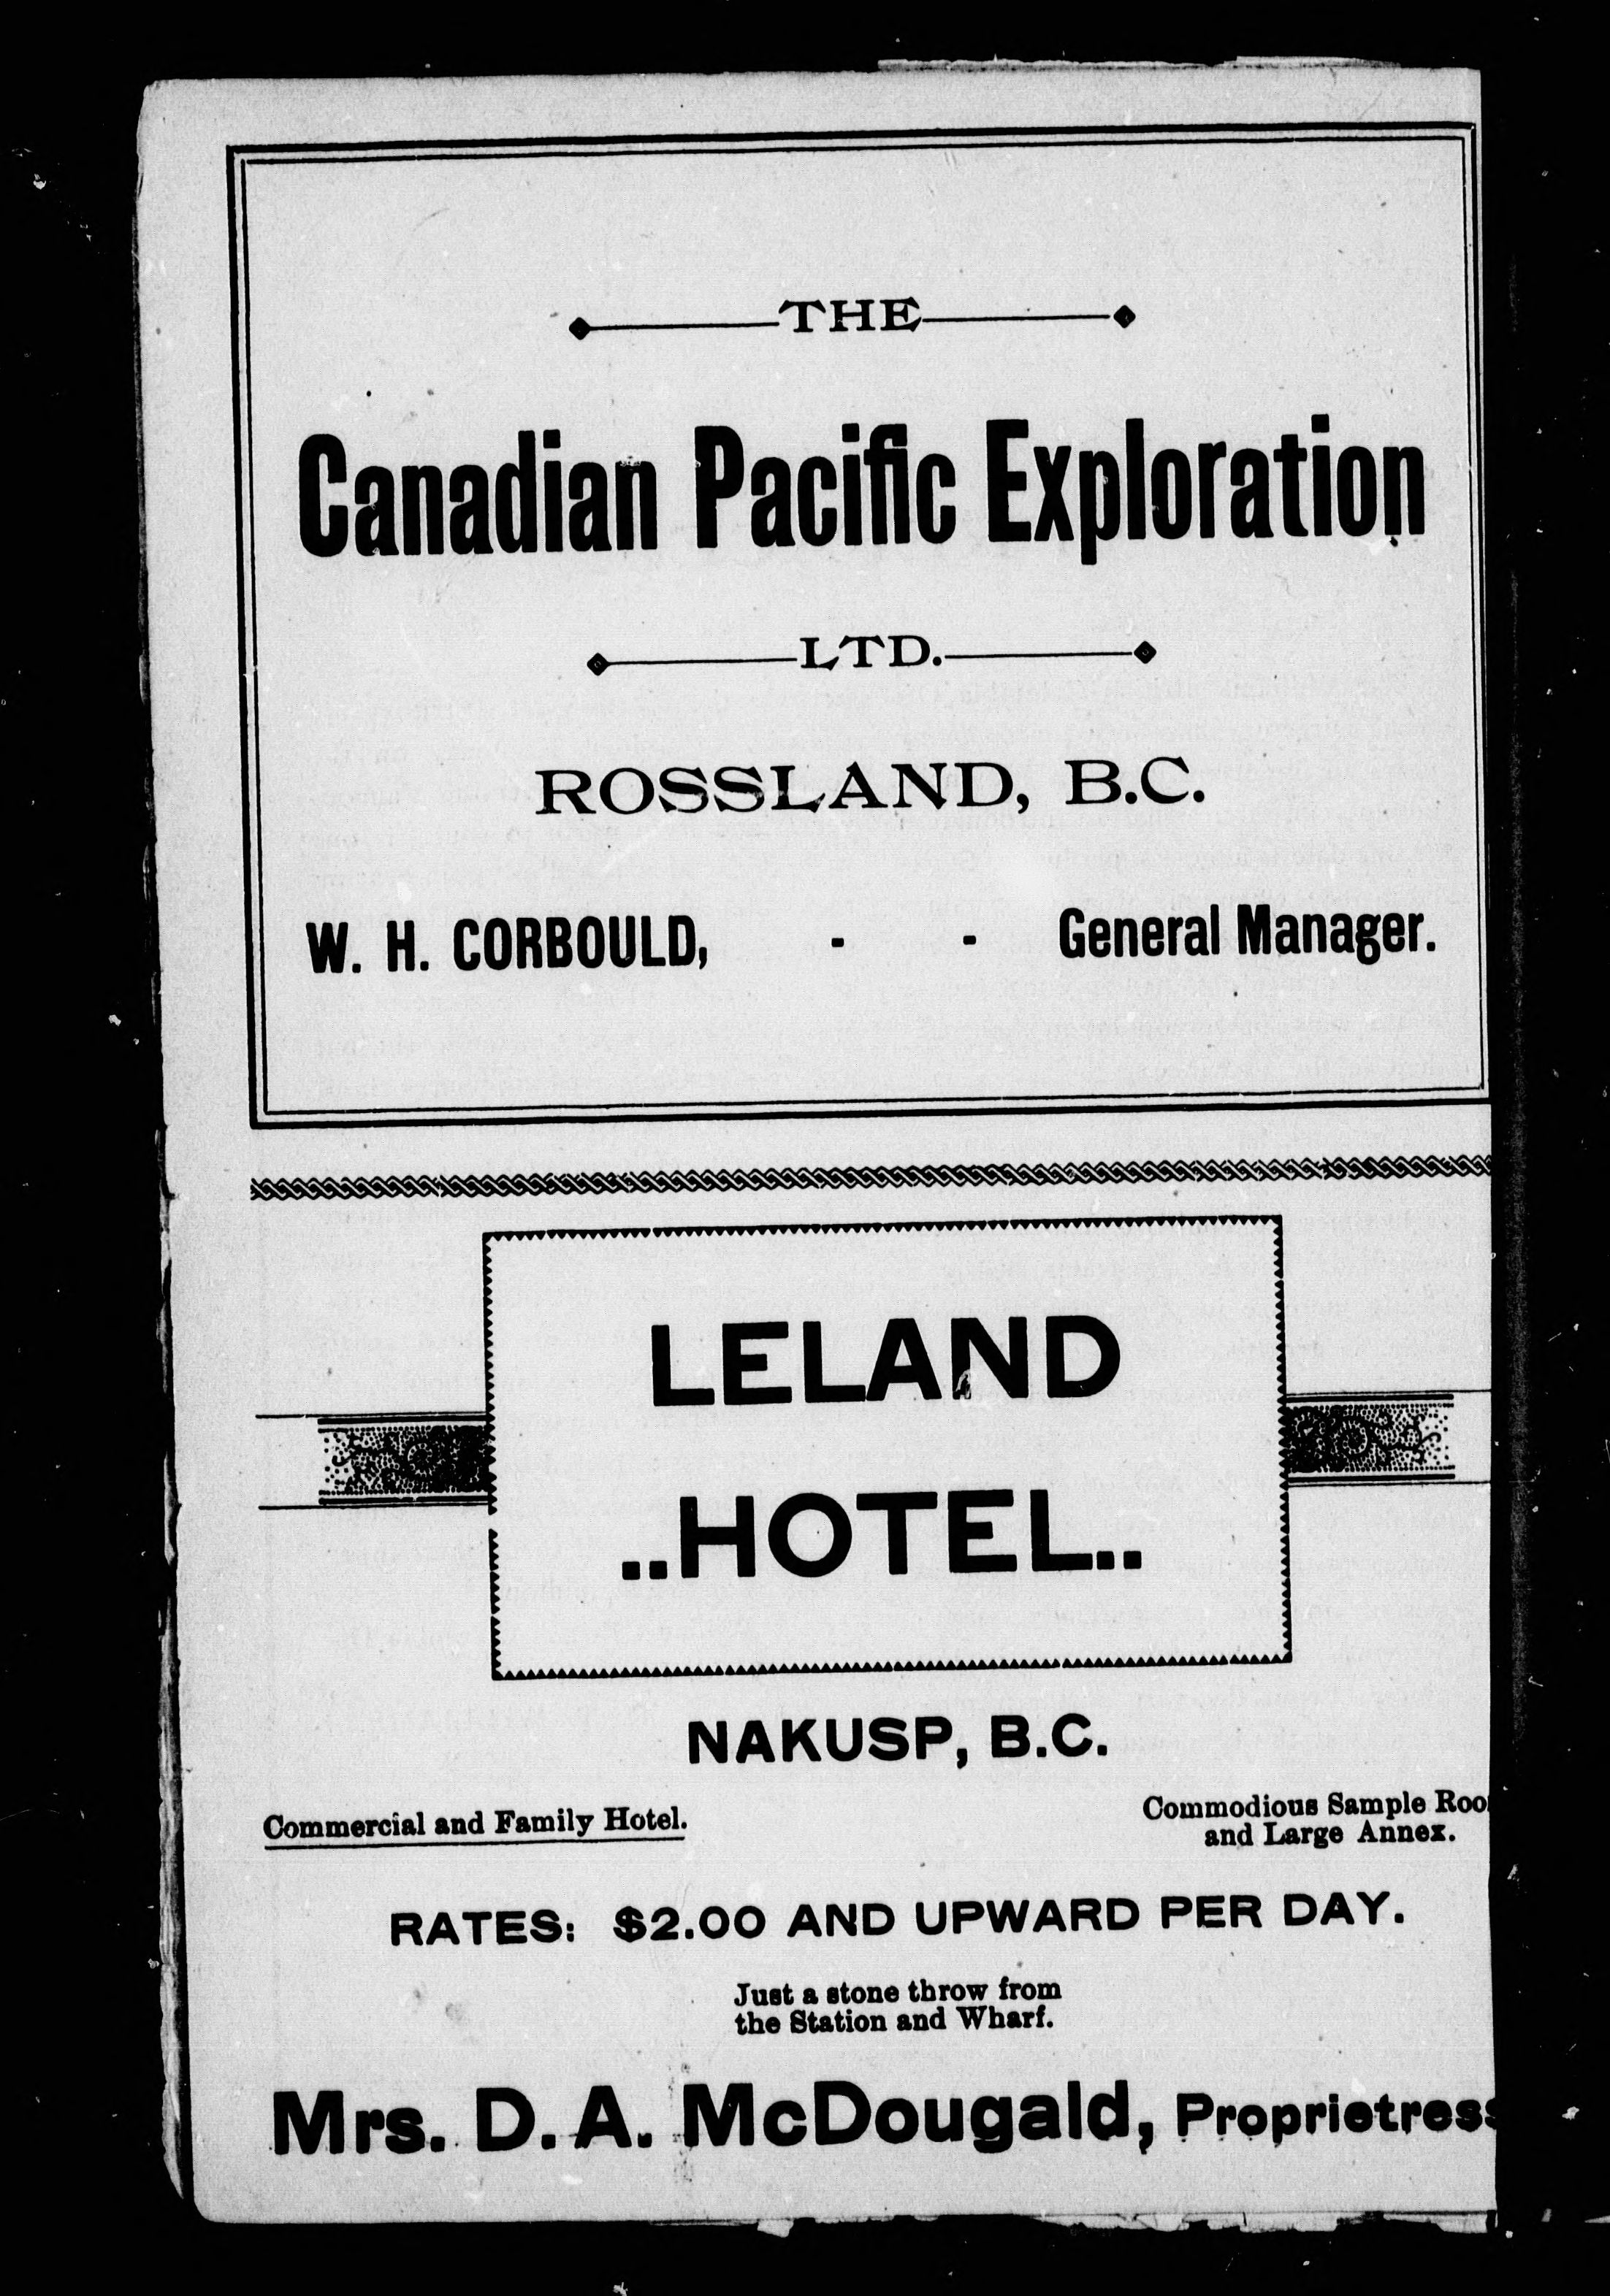 THE
Canadian Pacific Exploration
LTD.
ROSSLAND, B.C.
W. H. CORBOULD, - - General Manager.
LELAND
..HOTEL..
NAKUSP, B.C.
Commercial and Family Hotel.
Commodious Sample Roo
and Large Annex.
RATES: $2.00 AND UPWARD PER DAY.
Just a stone throw from
the Station and Wharf.
Mrs. D. A. McDougald, Proprietress